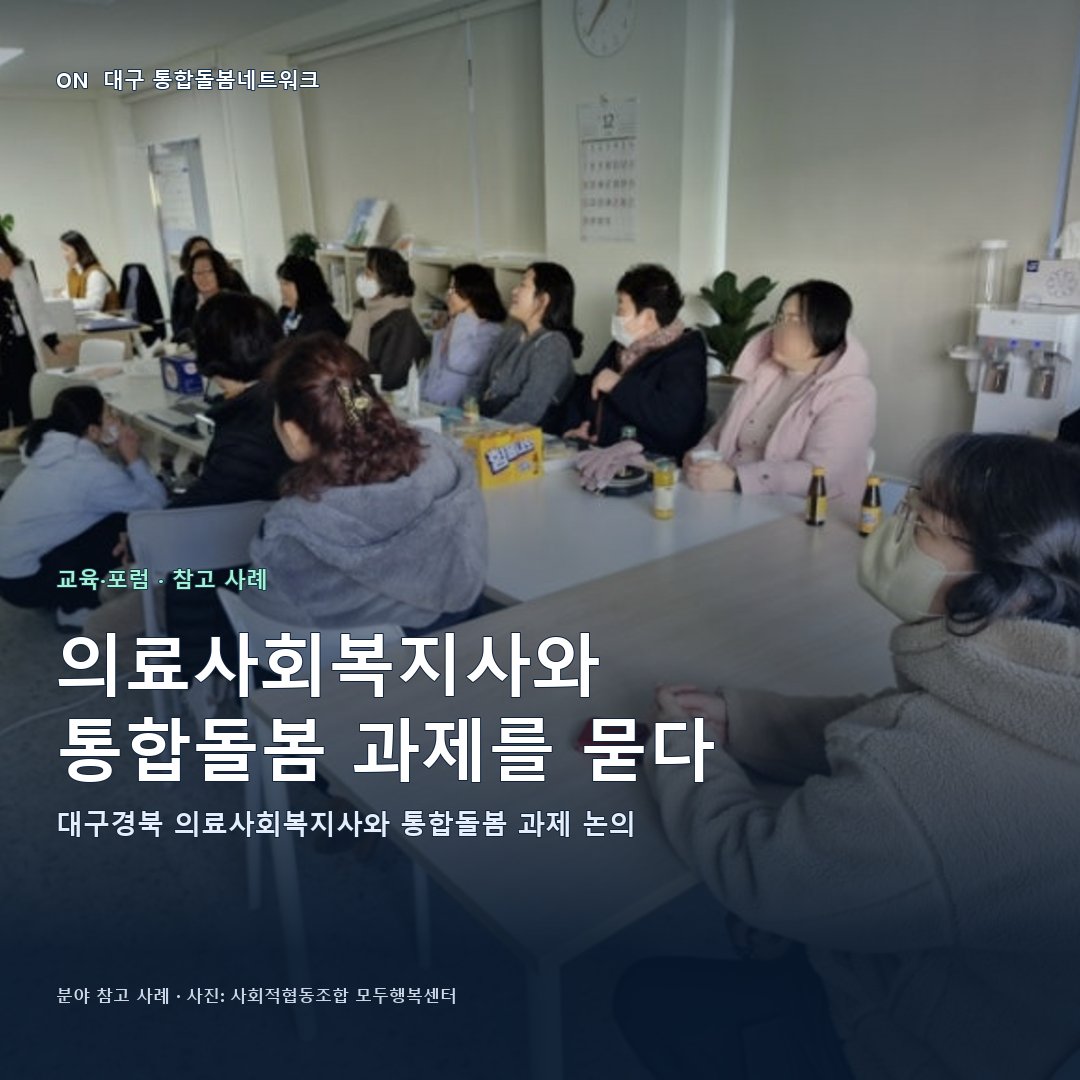 ON 대구 통합돌봄네트워크
12
교육·포럼 · 참고 사례
의료사회복지사와
통합돌봄 과제를 묻다
대구경북 의료사회복지사와 통합돌봄 과제 논의
분야 참고 사례 · 사진: 사회적협동조합 모두행복센터